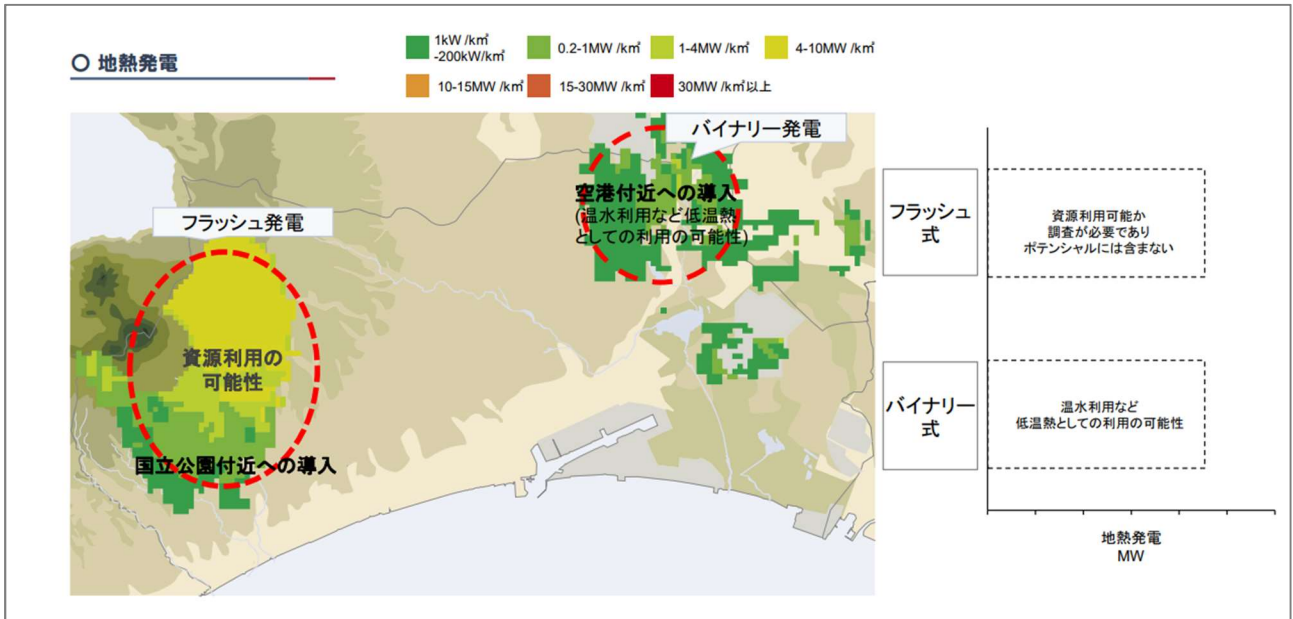 〇 地熱発電
1kW /k㎡
-200kW/k㎡
0.2-1MW /k㎡
1-4MW /k㎡
4-10MW /k㎡
10-15MW /k㎡
15-30MW /k㎡
30MW /k㎡以上
バイナリー発電
空港付近への導入
(温水利用など低温熱
としての利用の可能性)
フラッシュ発電
資源利用の
可能性
国立公園付近への導入
フラッシュ
式
資源利用可能か
調査が必要であり
ポテンシャルには含まない
バイナリー
式
温水利用など
低温熱としての利用の可能性
地熱発電
MW